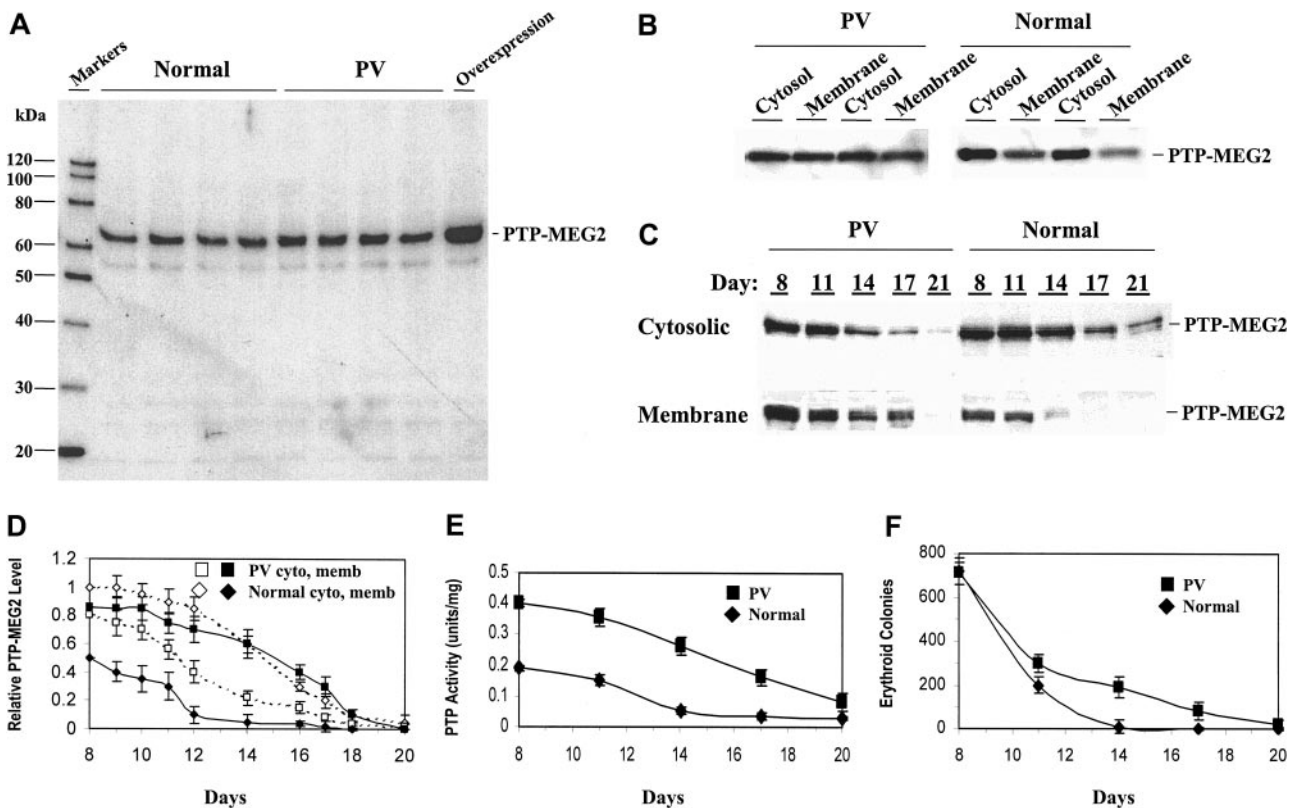 A
Markers
Normal
PV
Overexpression
kDa
120
100
80
60
50
40
30
20
PTP-MEG2
B
PV
Normal
Cytosol
Membrane
Cytosol
Membrane
Cytosol
Membrane
Cytosol
Membrane
PTP-MEG2
C
PV
Normal
Day: 8 11 14 17 21 8 11 14 17 21
Cytosolic
PTP-MEG2
Membrane
PTP-MEG2
D
Relative PTP-MEG2 Level
1.2
1
0.8
0.6
0.4
0.2
0
PV cyto, memb
Normal cyto, memb
8 10 12 14 16 18 20
Days
E
PTP Activity (units/mg)
0.5
0.4
0.3
0.2
0.1
0
PV
Normal
8 10 12 14 16 18 20
Days
F
Erythroid Colonies
800
600
400
200
0
PV
Normal
8 10 12 14 16 18 20
Days